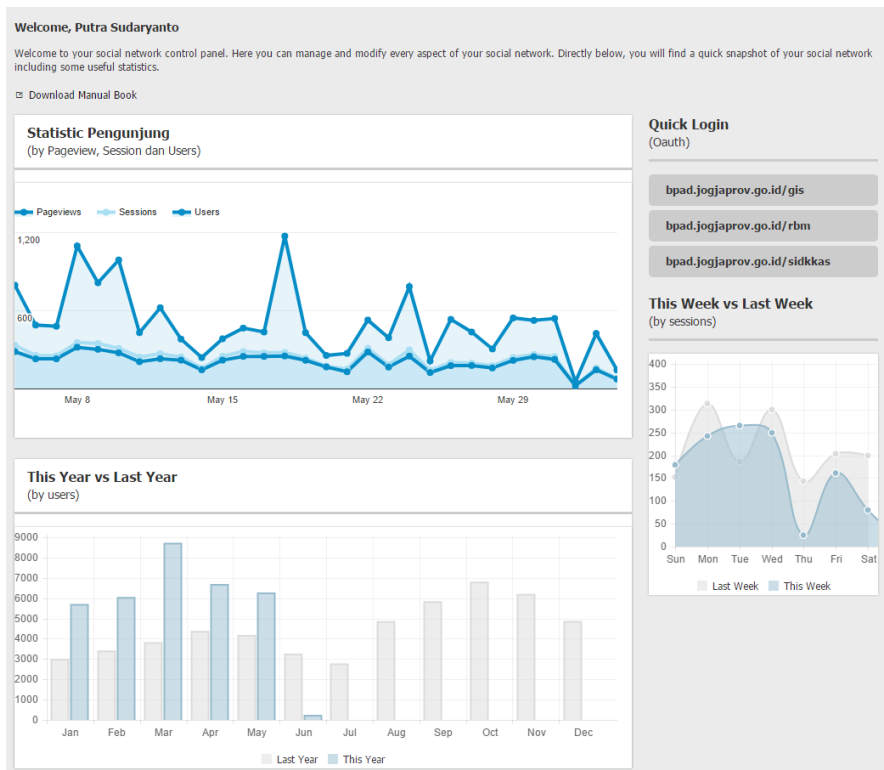 Welcome, Putra Sudaryanto
Welcome to your social network control panel. Here you can manage and modify every aspect of your social network. Directly below, you will find a quick snapshot of your social network
including some useful statistics.
Download Manual Book
Statistic Pengunjung
(by Pageview, Session dan Users)
Pageviews Sessions Users
1,200
600
May 8 May 15 May 22 May 29
This Year vs Last Year
(by users)
9000
8000
7000
6000
5000
4000
3000
2000
1000
0
Jan Feb Mar Apr May Jun Jul Aug Sep Oct Nov Dec
Last Year This Year
Quick Login
(Oauth)
bpad.jogjaprov.go.id/gis
bpad.jogjaprov.go.id/rbm
bpad.jogjaprov.go.id/sidkkas
This Week vs Last Week
(by sessions)
400
350
300
250
200
150
100
50
0
Sun Mon Tue Wed Thu Fri Sat
Last Week This Week